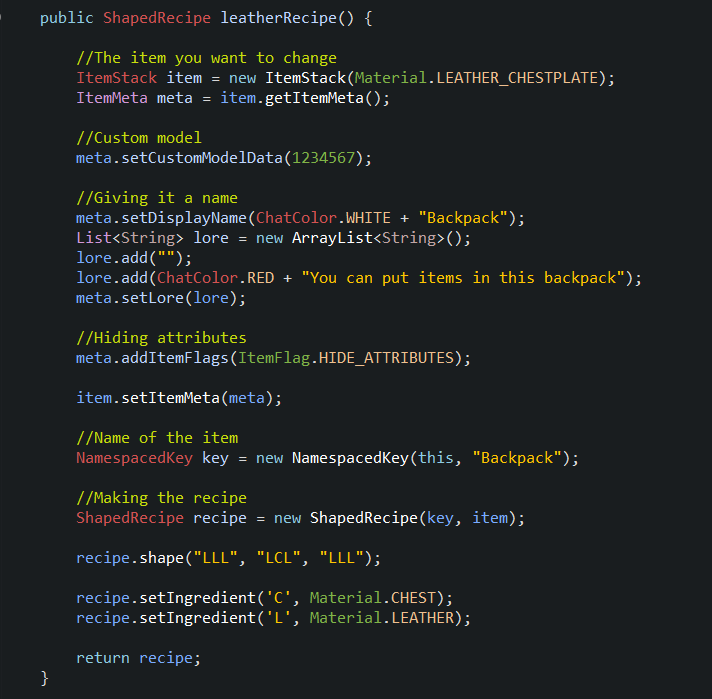 public ShapedRecipe leatherRecipe() {
//The item you want to change
ItemStack item = new ItemStack(Material.LEATHER_CHESTPLATE);
ItemMeta meta = item.getItemMeta();
//Custom model
meta.setCustomModelData(1234567);
//Giving it a name
meta.setDisplayName(ChatColor.WHITE + "Backpack");
List<String> lore = new ArrayList<String>();
lore.add("");
lore.add(ChatColor.RED + "You can put items in this backpack");
meta.setLore(lore);
//Hiding attributes
meta.addItemFlags(ItemFlag.HIDE_ATTRIBUTES);
item.setItemMeta(meta);
//Name of the item
NamespacedKey key = new NamespacedKey(this, "Backpack");
//Making the recipe
ShapedRecipe recipe = new ShapedRecipe(key, item);
recipe.shape("LLL", "LCL", "LLL");
recipe.setIngredient('C', Material.CHEST);
recipe.setIngredient('L', Material.LEATHER);
return recipe;
}